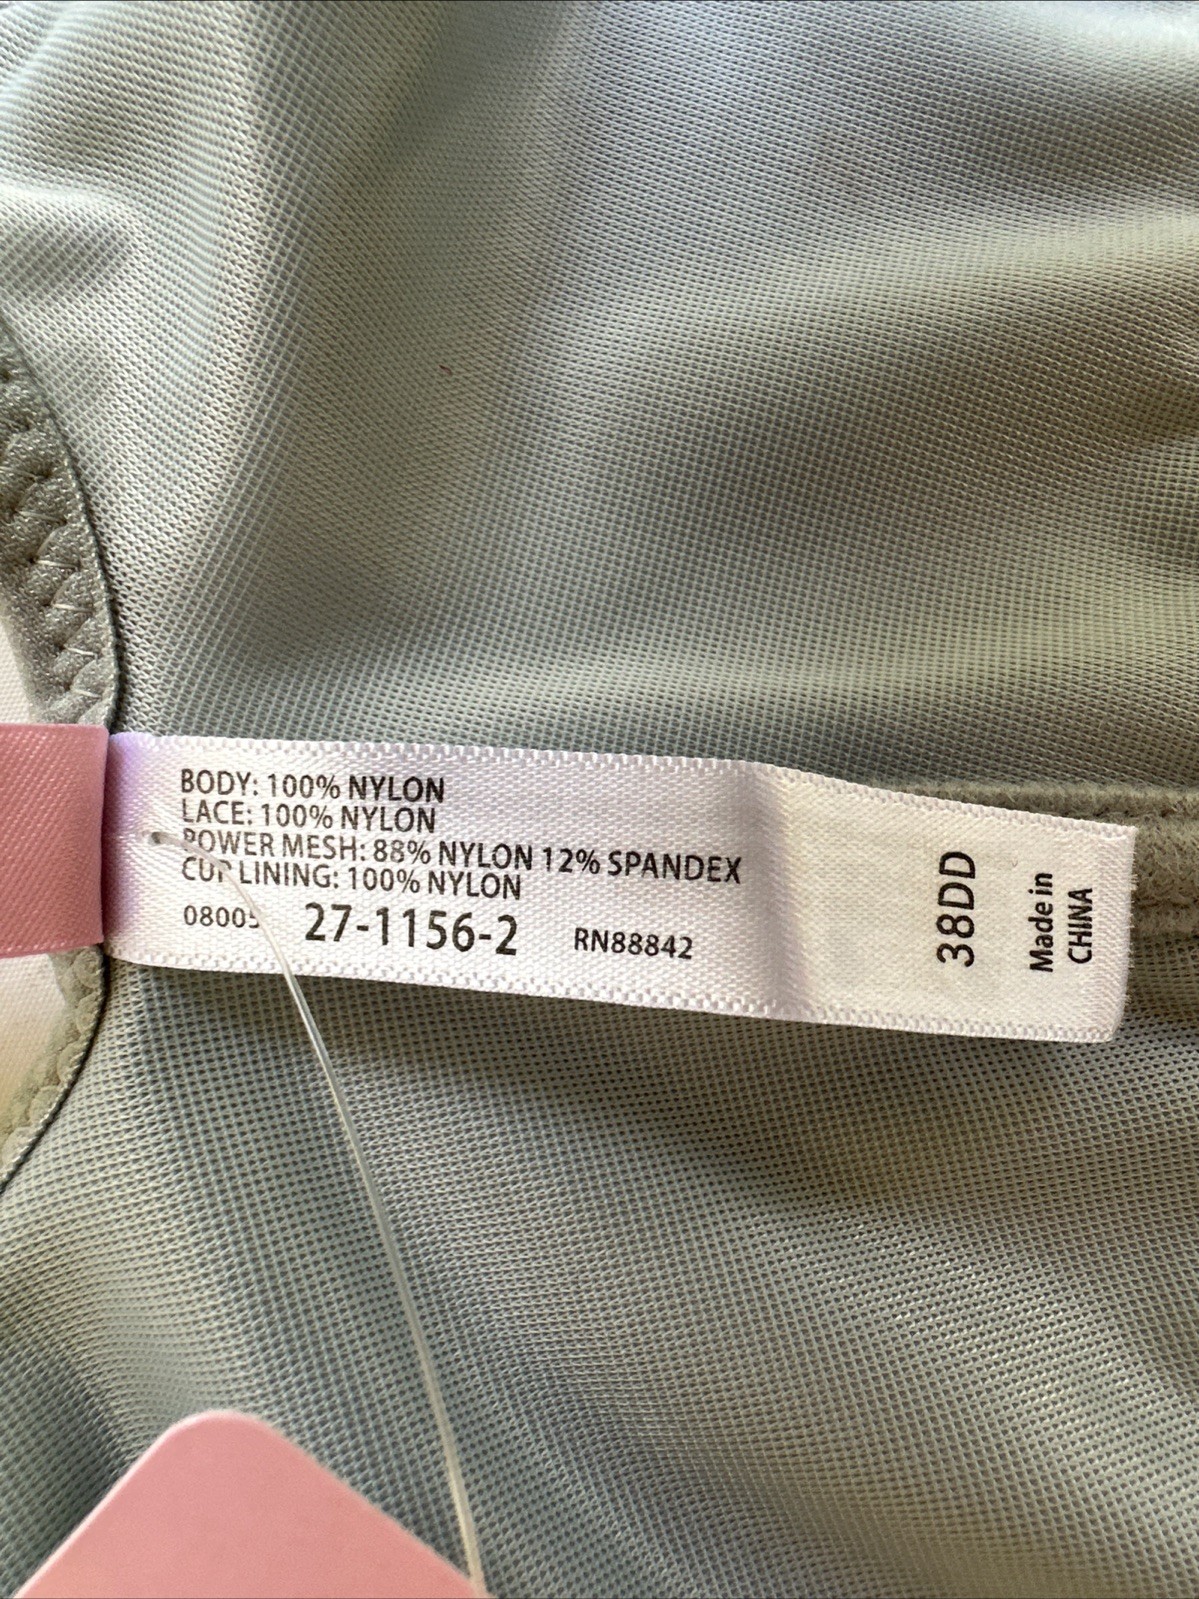 BODY: 100% NYLON
LACE: 100% NYLON
POWER MESH: 88% NYLON 12% SPANDEX
CUP LINING: 100% NYLON
27-1156-2 RN88842
38DD
Made in
CHINA